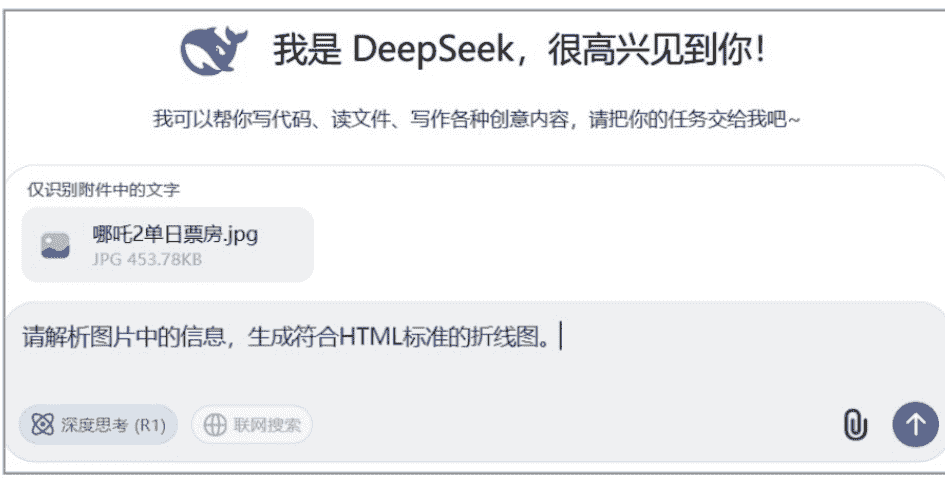 我是 DeepSeek，很高兴见到你！
我可以帮你写代码、读文件、写作各种创意内容，请把你的任务交给我吧~
仅识别附件中的文字
哪吒2单日票房.jpg
JPG 453.78KB
请解析图片中的信息，生成符合HTML标准的折线图。
深度思考 (R1) 联网搜索